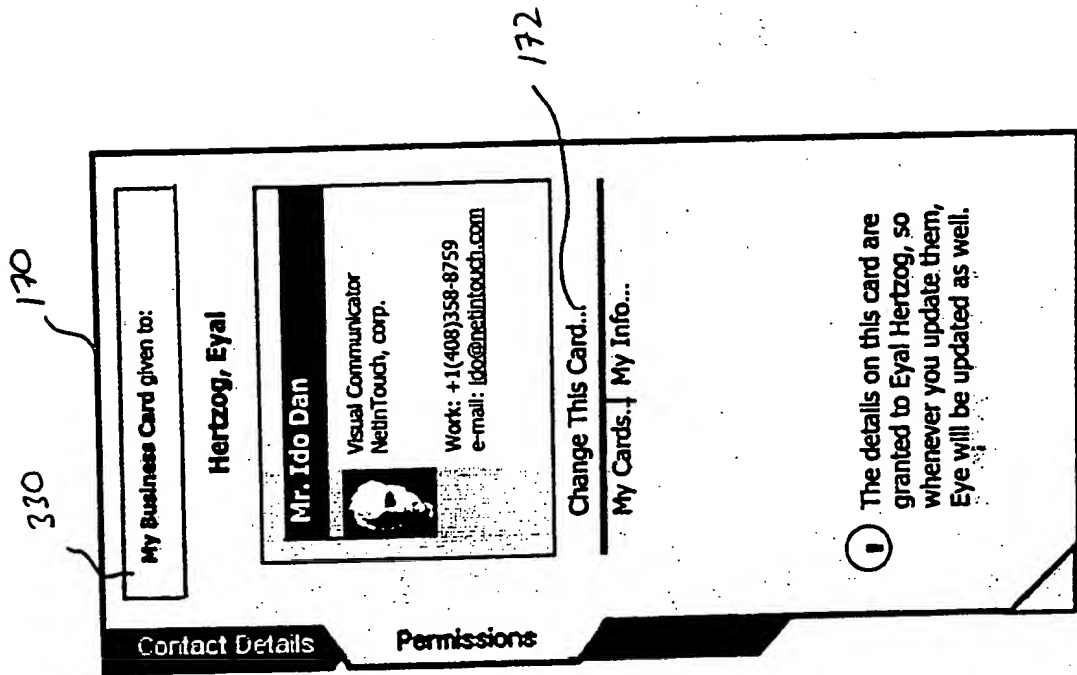 170
330
172
Contact Details
Permissions
My Business Card given to:
Hertzog, Eyal
Mr. Ido Dan
Visual Communicator
NetInTouch, corp.
Work: +1(408)358-8759
e-mail: ido@netintouch.com
Change This Card...
My Cards... | My Info...
The details on this card are
granted to Eyal Hertzog, so
whenever you update them,
Eye will be updated as well.